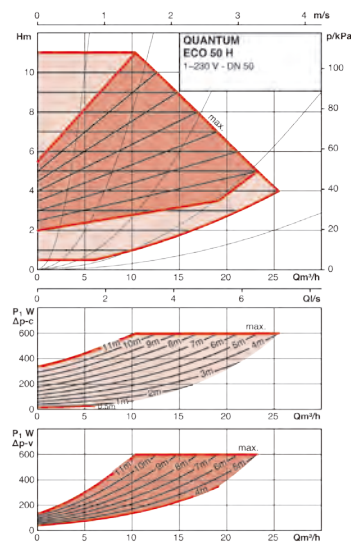 m/s
0 1 2 3 4
Hm
p/kPa
QUANTUM
ECO 50 H
1~230 V - DN 50
10
8
6
4
2
0
100
80
60
40
20
0
max.
0 5 10 15 20 25 Qm³/h
0 2 4 6 Ql/s
P₁ W
Δp-c
max.
600
400
200
0
11m 10m 9m 8m 7m 6m 5m 4m
3m
2m
1m
0,5m
0 5 10 15 20 25 Qm³/h
P₁ W
Δp-v
max.
600
400
200
0
11m 10m 9m 8m 7m 6m 5m
4m
0 5 10 15 20 25 Qm³/h